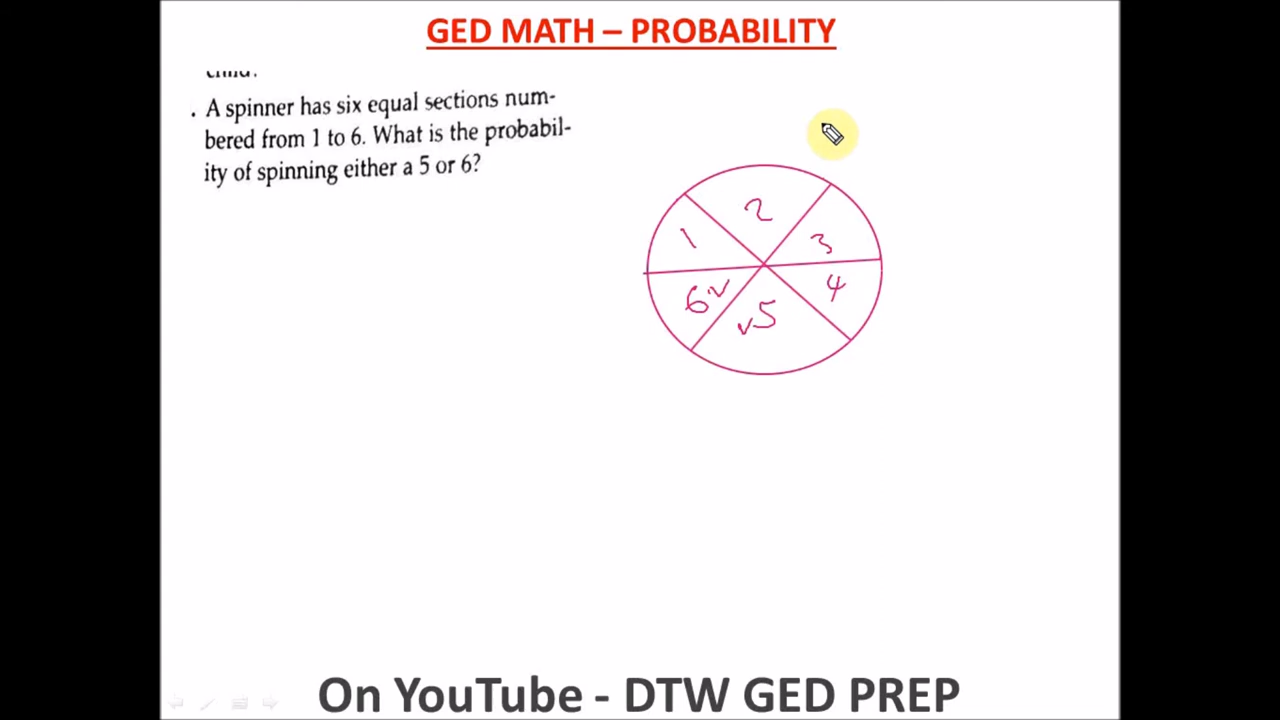 GED MATH – PROBABILITY
. A spinner has six equal sections num-
bered from 1 to 6. What is the probabil-
ity of spinning either a 5 or 6?
2
1
3
6
4
5
On YouTube - DTW GED PREP